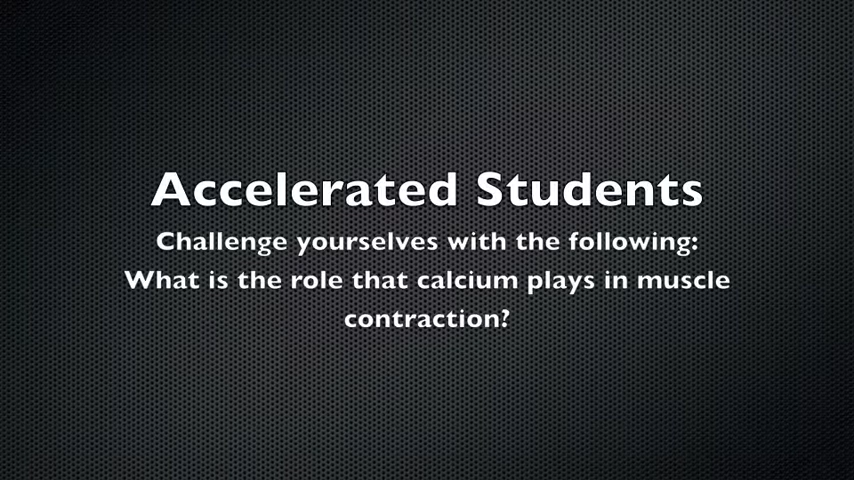 Accelerated Students
Challenge yourselves with the following:
What is the role that calcium plays in muscle
contraction?